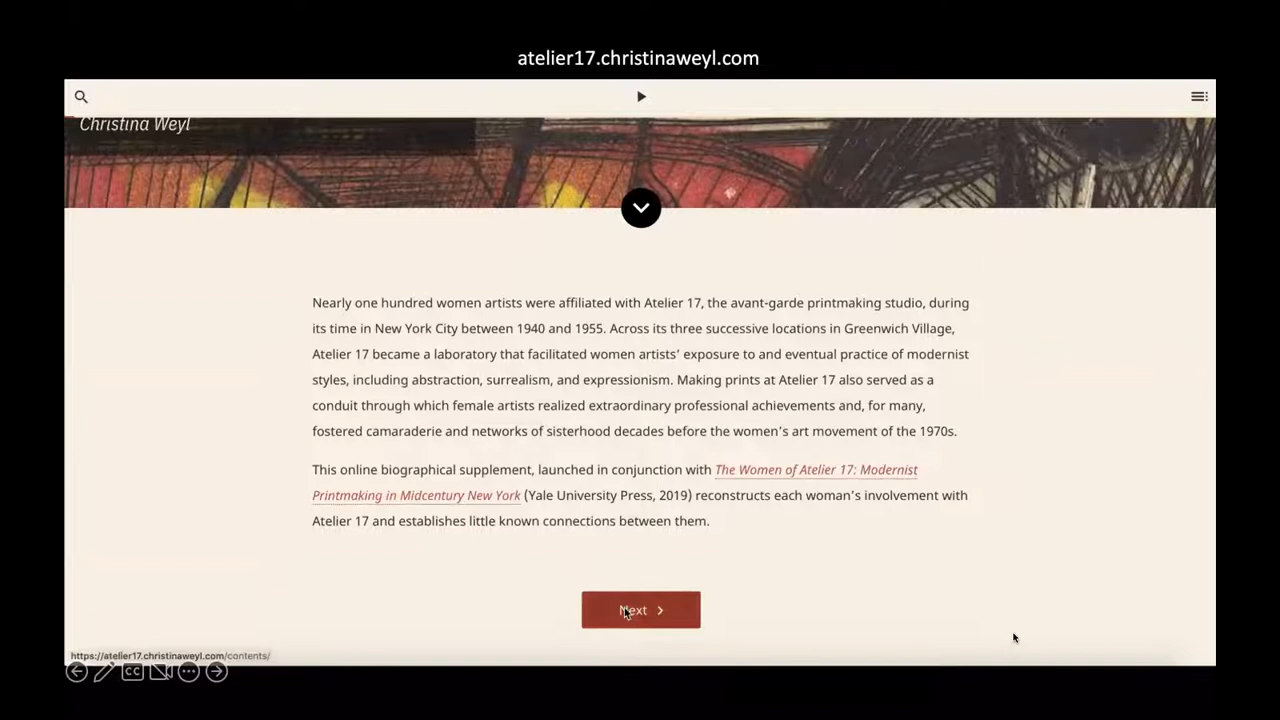 atelier17.christinaweyl.com
Christina Weyl
Nearly one hundred women artists were affiliated with Atelier 17, the avant-garde printmaking studio, during
its time in New York City between 1940 and 1955. Across its three successive locations in Greenwich Village,
Atelier 17 became a laboratory that facilitated women artists’ exposure to and eventual practice of modernist
styles, including abstraction, surrealism, and expressionism. Making prints at Atelier 17 also served as a
conduit through which female artists realized extraordinary professional achievements and, for many,
fostered camaraderie and networks of sisterhood decades before the women’s art movement of the 1970s.
This online biographical supplement, launched in conjunction with The Women of Atelier 17: Modernist
Printmaking in Midcentury New York (Yale University Press, 2019) reconstructs each woman’s involvement with
Atelier 17 and establishes little known connections between them.
Next
https://atelier17.christinaweyl.com/contents/
CC